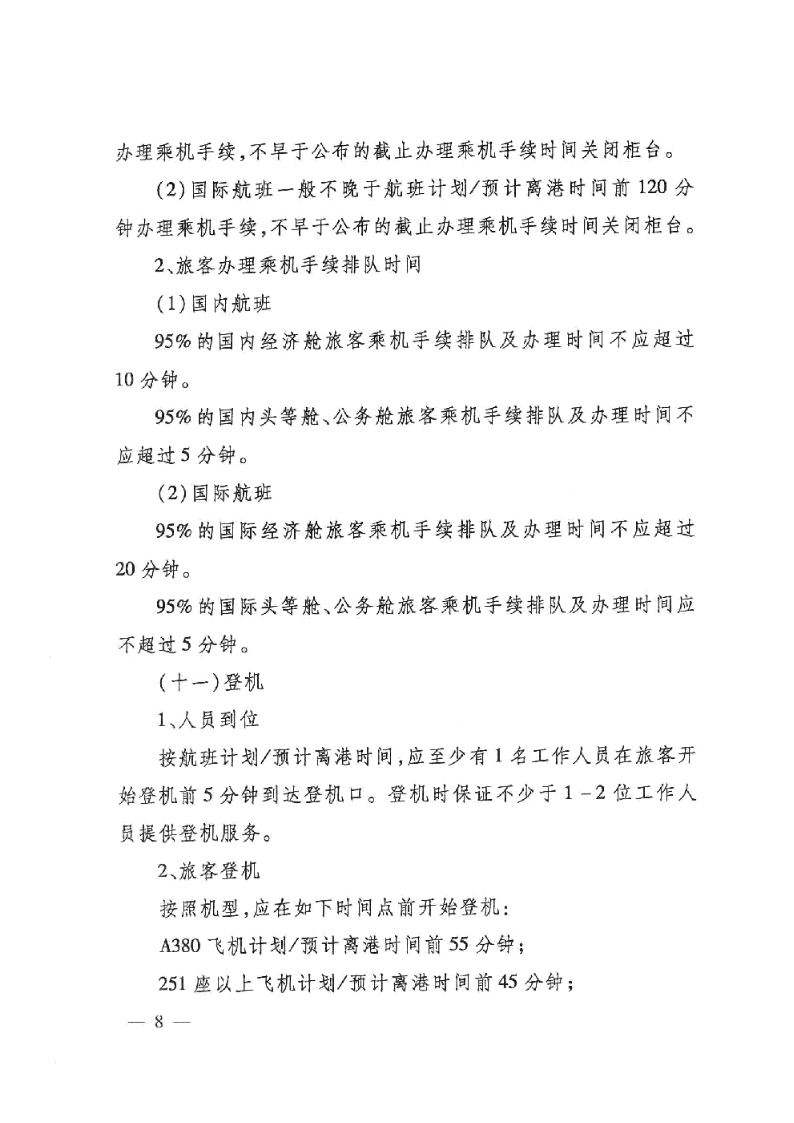 办理乘机手续,不早于公布的截止办理乘机手续时间关闭柜台。
(2)国际航班一般不晚于航班计划/预计离港时间前120分
钟办理乘机手续,不早于公布的截止办理乘机手续时间关闭柜台。
2、旅客办理乘机手续排队时间
(1)国内航班
95%的国内经济舱旅客乘机手续排队及办理时间不应超过
10分钟。
95%的国内头等舱、公务舱旅客乘机手续排队及办理时间不
应超过5分钟。
(2)国际航班
95%的国际经济舱旅客乘机手续排队及办理时间不应超过
20分钟。
95%的国际头等舱、公务舱旅客乘机手续排队及办理时间应
不超过5分钟。
(十一)登机
1、人员到位
按航班计划/预计离港时间,应至少有1名工作人员在旅客开
始登机前5分钟到达登机口。登机时保证不少于1-2位工作人
员提供登机服务。
2、旅客登机
按照机型,应在如下时间点前开始登机:
A380飞机计划/预计离港时间前55分钟;
251座以上飞机计划/预计离港时间前45分钟;
— 8 —